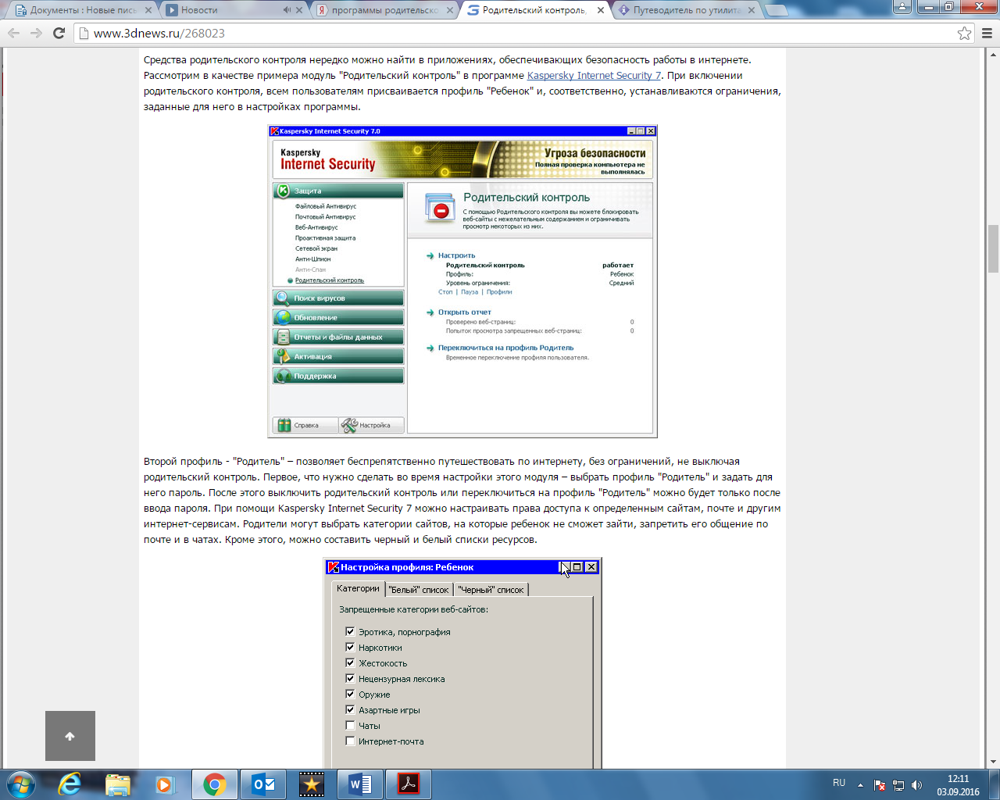 Документы : Новые пись
Новости
программы родительско
Родительский контроль,
Путеводитель по утилита
www.3dnews.ru/268023
Средства родительского контроля нередко можно найти в приложениях, обеспечивающих безопасность работы в интернете.
Рассмотрим в качестве примера модуль "Родительский контроль" в программе Kaspersky Internet Security 7. При включении
родительского контроля, всем пользователям присваивается профиль "Ребенок" и, соответственно, устанавливаются ограничения,
заданные для него в настройках программы.
Kaspersky Internet Security 7.0
Kaspersky
Internet Security
Угроза безопасности
Полная проверка компьютера не
выполнялась
Защита
Файловый Антивирус
Почтовый Антивирус
Веб-Антивирус
Проактивная защита
Сетевой экран
Анти-Шпион
Анти-Спам
Родительский контроль
Поиск вирусов
Обновление
Отчеты и файлы данных
Активация
Поддержка
Справка
Настройка
Родительский контроль
С помощью Родительского контроля вы можете блокировать
веб-сайты с нежелательным содержанием и ограничивать
просмотр некоторых из них.
Настроить
Родительский контроль работает
Профиль: Ребенок
Уровень ограничения: Средний
Стоп | Пауза | Профили
Открыть отчет
Проверено веб-страниц: 0
Попыток просмотра запрещенных веб-страниц: 0
Переключиться на профиль Родитель
Временное переключение профиля пользователя.
Второй профиль - "Родитель" – позволяет беспрепятственно путешествовать по интернету, без ограничений, не выключая
родительский контроль. Первое, что нужно сделать во время настройки этого модуля – выбрать профиль "Родитель" и задать для
него пароль. После этого выключить родительский контроль или переключиться на профиль "Родитель" можно будет только после
ввода пароля. При помощи Kaspersky Internet Security 7 можно настраивать права доступа к определенным сайтам, почте и другим
интернет-сервисам. Родители могут выбрать категории сайтов, на которые ребенок не сможет зайти, запретить его общение по
почте и в чатах. Кроме этого, можно составить черный и белый списки ресурсов.
Настройка профиля: Ребенок
Категории "Белый" список "Черный" список
Запрещенные категории веб-сайтов:
Эротика, порнография
Наркотики
Жестокость
Нецензурная лексика
Оружие
Азартные игры
Чаты
Интернет-почта
RU
12:11
03.09.2016